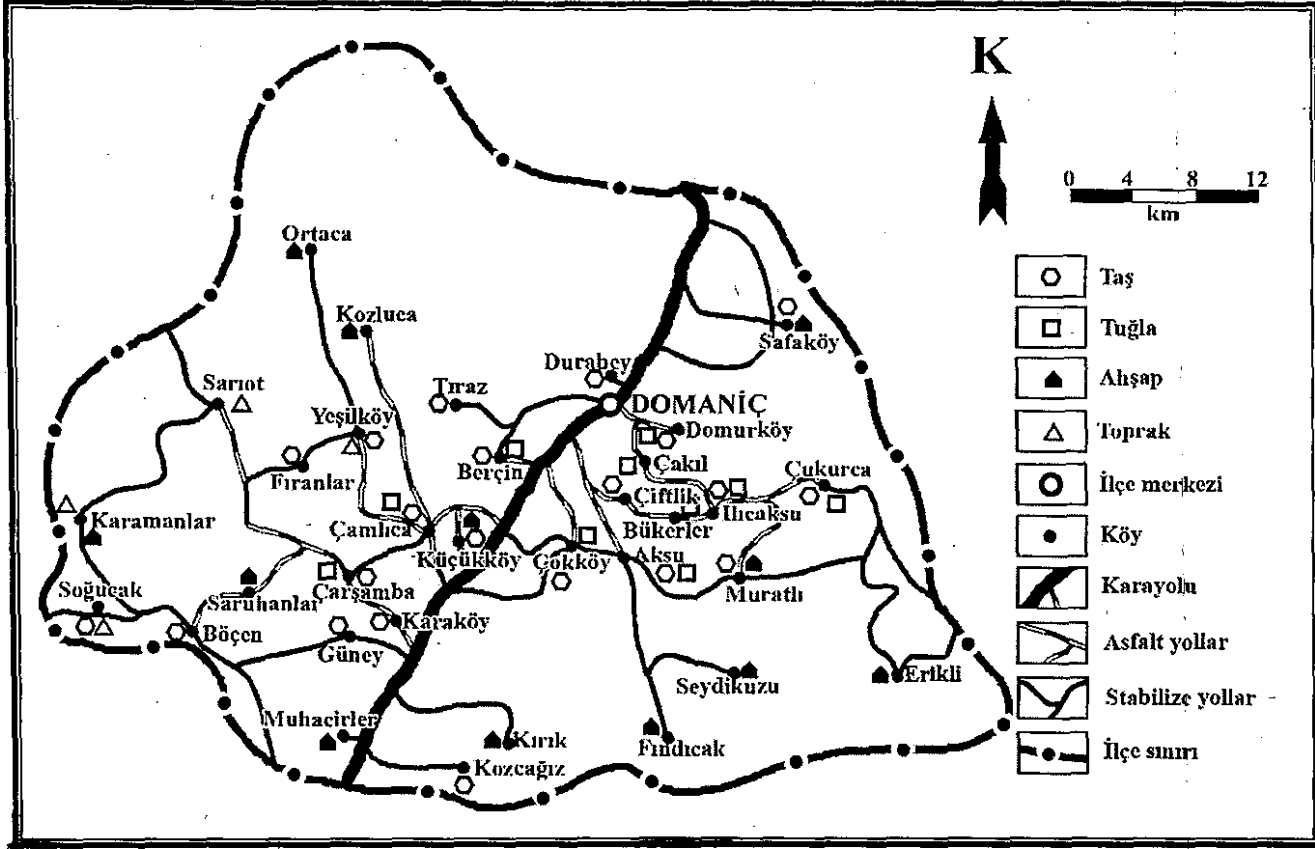 K
0 4 8 12
km
Taş
Tuğla
Ahşap
Toprak
İlçe merkezi
Köy
Karayolu
Asfalt yollar
Stabilize yollar
İlçe sınırı
Ortaca
Kozluca
Safaköy
Durabey
Sarıot
Tıraz
DOMANİÇ
Yeşilköy
Domurköy
Fıranlar
Berçin
Çakıl
Çukurca
Çiftlik
Karamanlar
Çamlıca
Bükerler
Ilıcaksu
Küçükköy
Gökköy
Aksu
Soğucak
Saruhanlar
Çarşamba
Muratlı
Böçen
Karaköy
Güney
Seydikuzu
Erikli
Muhacirler
Kırık
Fındıcak
Kozcağız